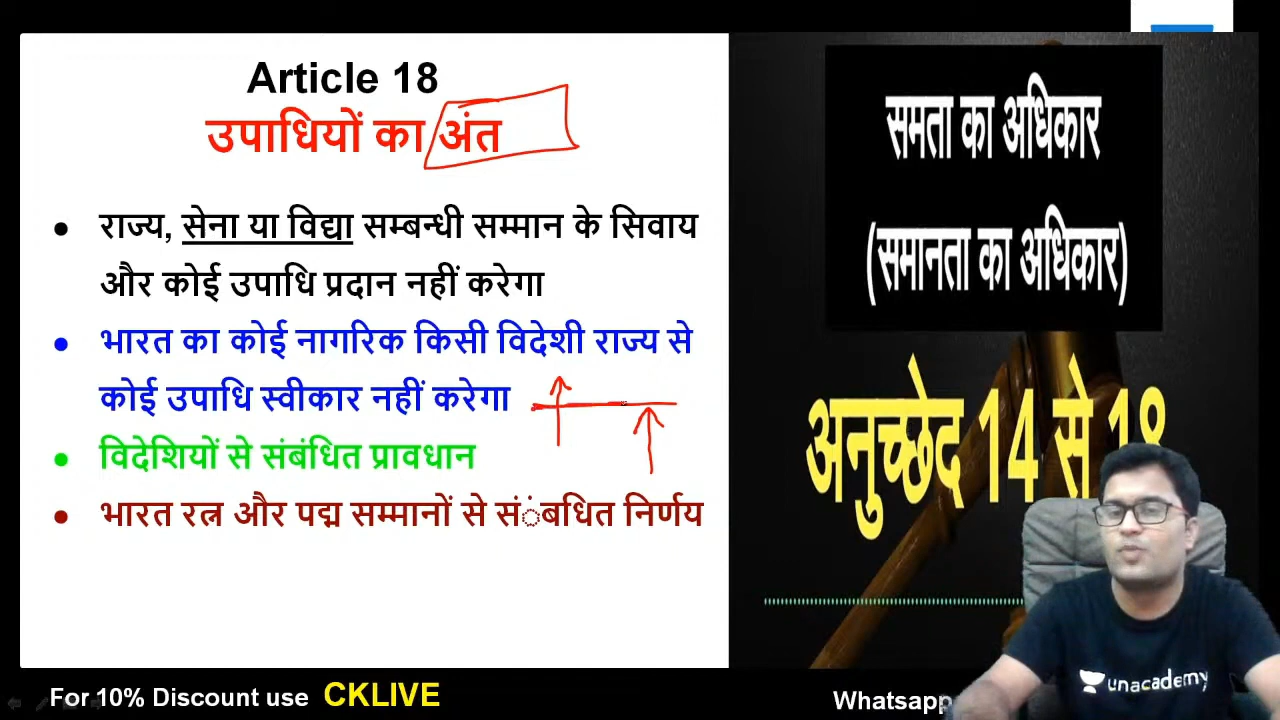 Article 18
उपाधियों का अंत
• राज्य, सेना या विद्या सम्बन्धी सम्मान के सिवाय
और कोई उपाधि प्रदान नहीं करेगा
• भारत का कोई नागरिक किसी विदेशी राज्य से
कोई उपाधि स्वीकार नहीं करेगा
• विदेशियों से संबंधित प्रावधान
• भारत रत्न और पद्म सम्मानों से संंबधित निर्णय
समता का अधिकार
(समानता का अधिकार)
अनुच्छेद 14 से 18
unacademy
For 10% Discount use CKLIVE
Whatsapp